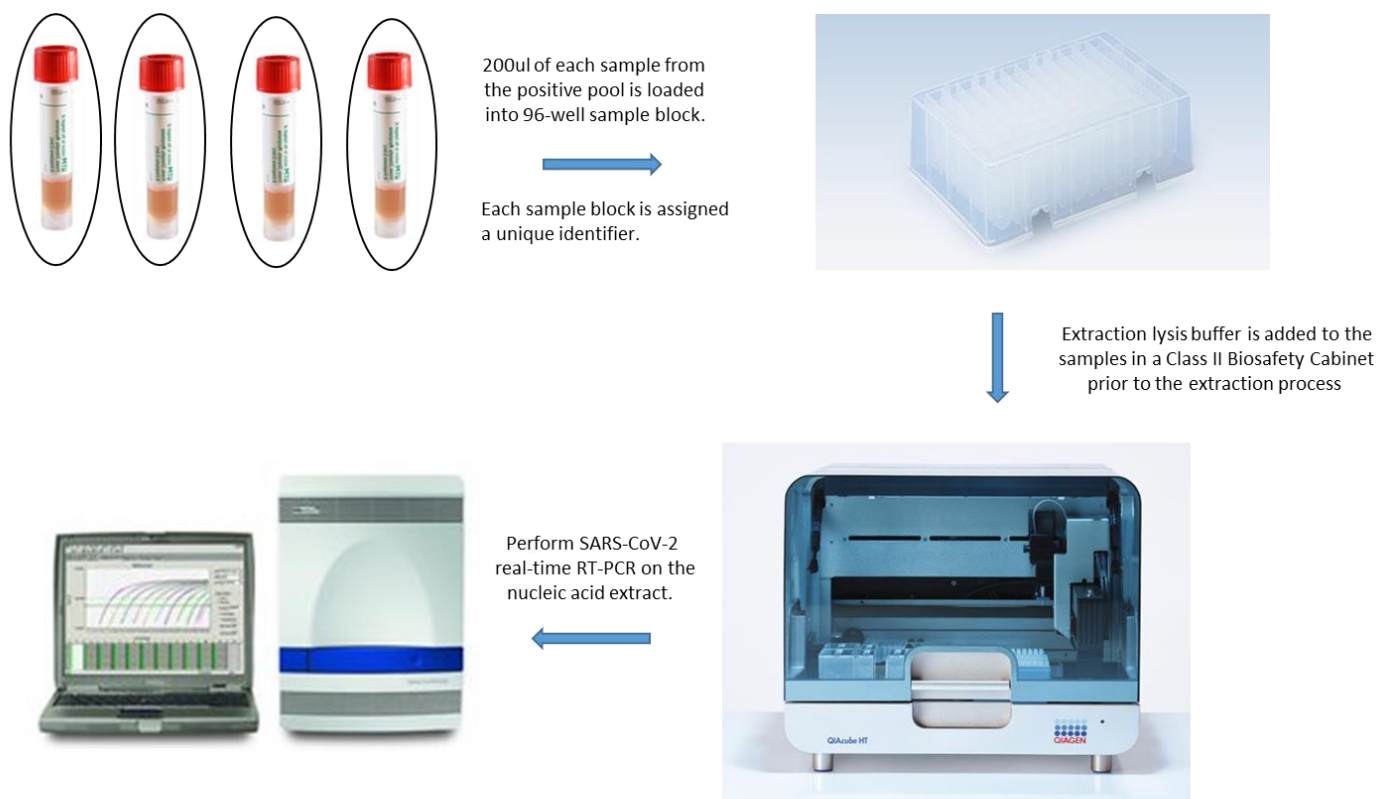 200ul of each sample from
the positive pool is loaded
into 96-well sample block.
Each sample block is assigned
a unique identifier.
Extraction lysis buffer is added to the
samples in a Class II Biosafety Cabinet
prior to the extraction process
Perform SARS-CoV-2
real-time RT-PCR on the
nucleic acid extract.
QIAcube HT
QIAGEN